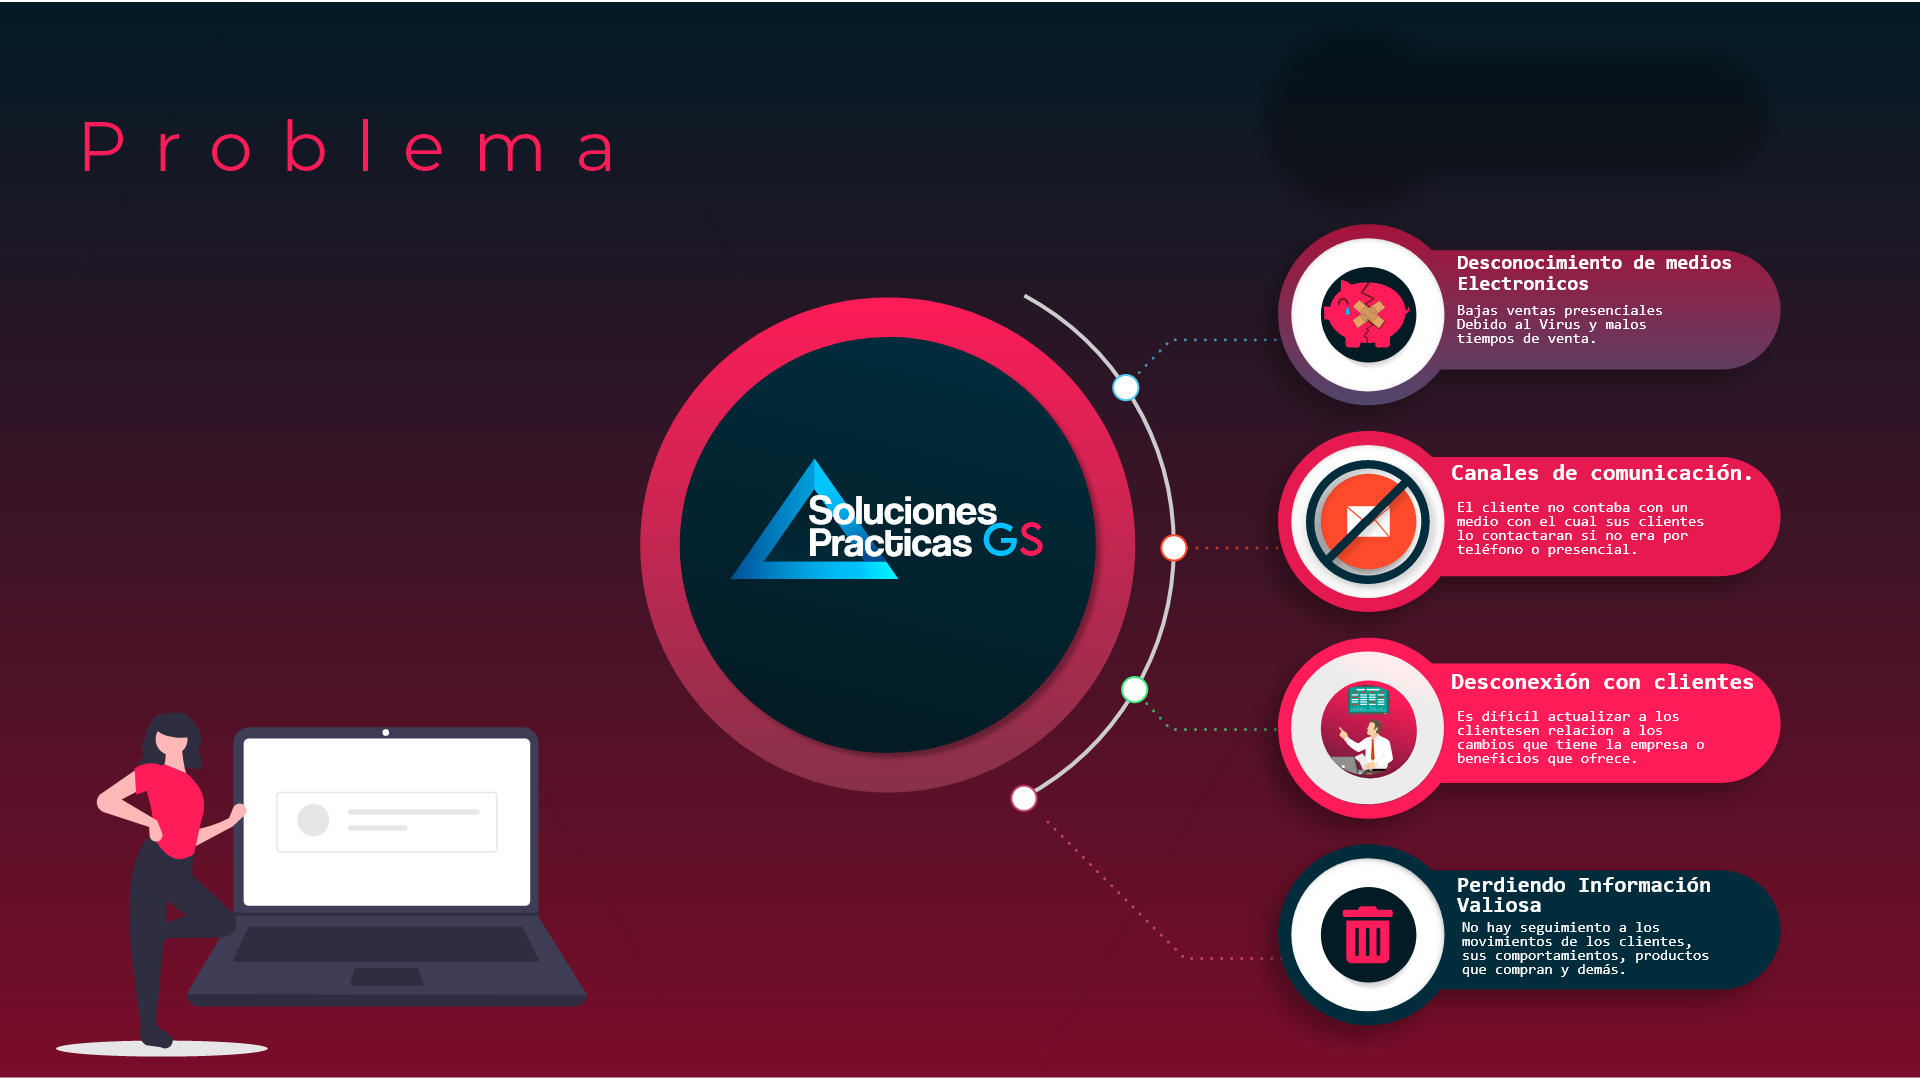 Problema
Soluciones
Practicas GS
Desconocimiento de medios
Electronicos
Bajas ventas presenciales
Debido al Virus y malos
tiempos de venta.
Canales de comunicación.
El cliente no contaba con un
medio con el cual sus clientes
lo contactaran si no era por
teléfono o presencial.
Desconexión con clientes
Es dificil actualizar a los
clientesen relacion a los
cambios que tiene la empresa o
beneficios que ofrece.
Perdiendo Información
Valiosa
No hay seguimiento a los
movimientos de los clientes,
sus comportamientos, productos
que compran y demás.